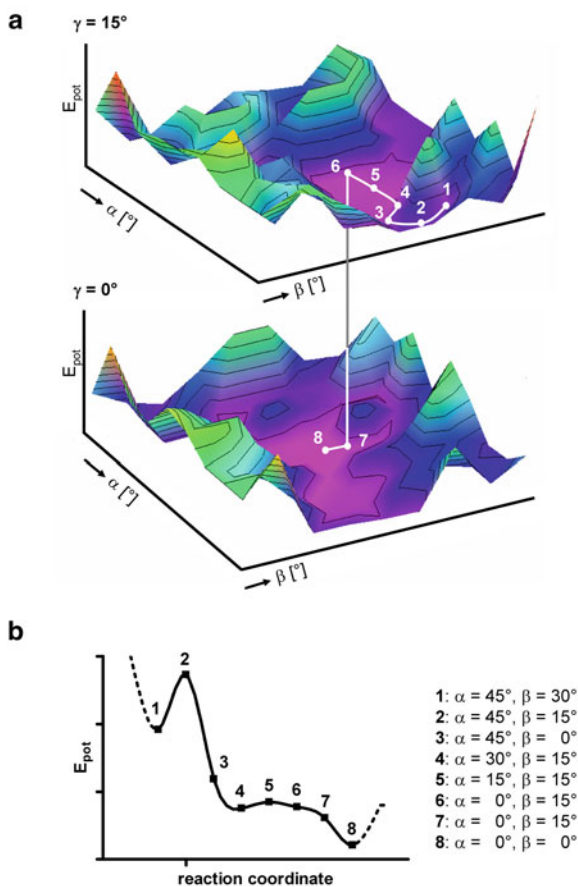 a
γ = 15°
E_pot
6
5
4
1
3
2
α [°]
β [°]
γ = 0°
E_pot
8
7
α [°]
β [°]
b
E_pot
1
2
3
4
5
6
7
8
reaction coordinate
1: α = 45°, β = 30°
2: α = 45°, β = 15°
3: α = 45°, β = 0°
4: α = 30°, β = 15°
5: α = 15°, β = 15°
6: α = 0°, β = 15°
7: α = 0°, β = 15°
8: α = 0°, β = 0°